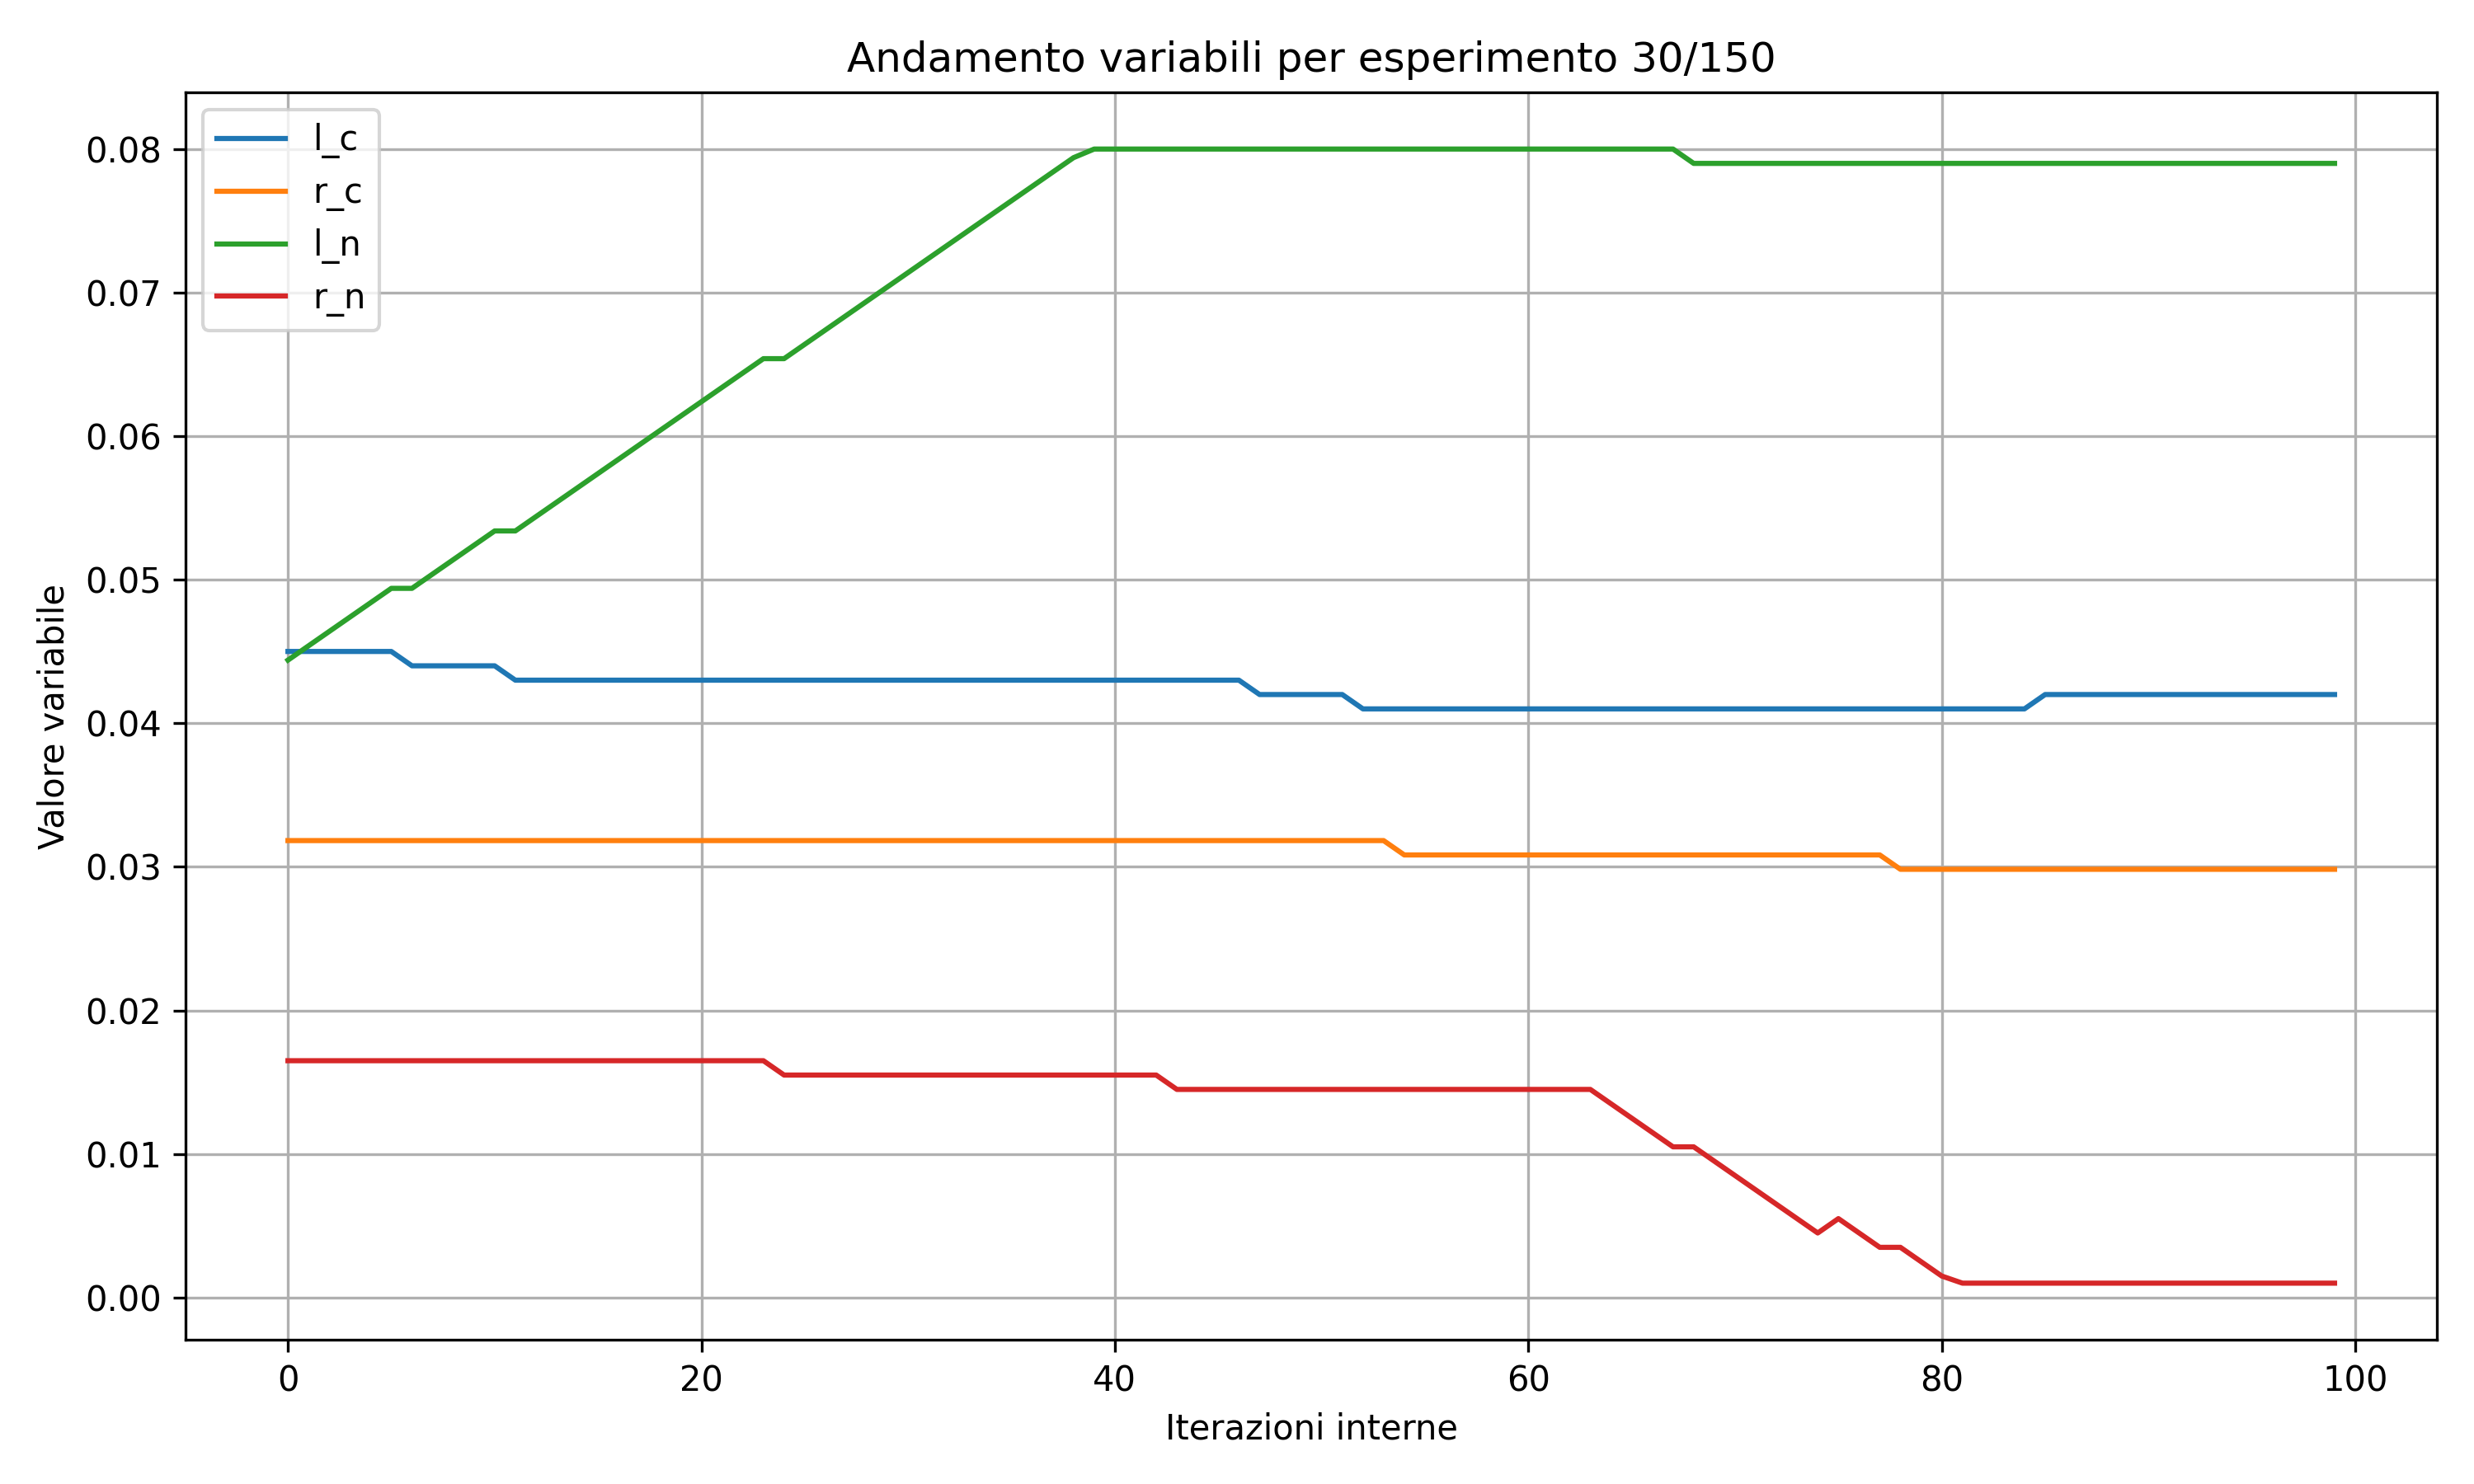 Andamento variabili per esperimento 30/150
l_c
r_c
l_n
r_n
Valore variabile
0.08
0.07
0.06
0.05
0.04
0.03
0.02
0.01
0.00
0 20 40 60 80 100
Iterazioni interne